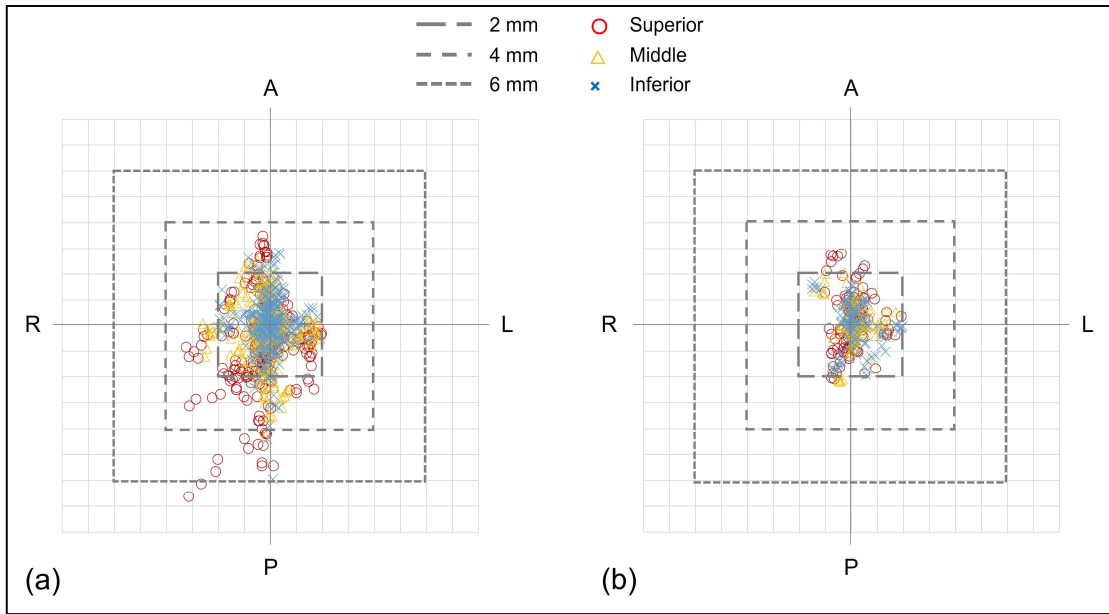 2 mm Superior
4 mm Middle
6 mm Inferior
A A
R L R L
P P
(a) (b)